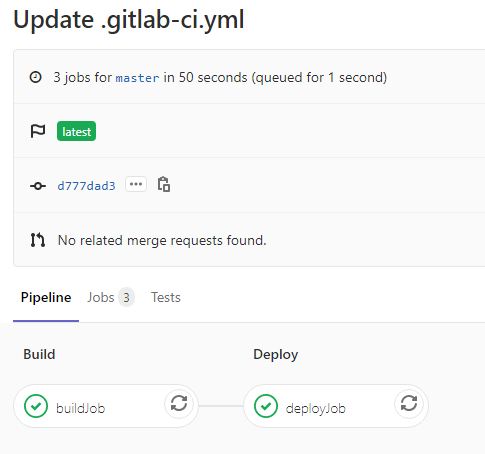 Update .gitlab-ci.yml
3 jobs for master in 50 seconds (queued for 1 second)
latest
d777dad3
No related merge requests found.
Pipeline Jobs 3 Tests
Build Deploy
buildJob deployJob